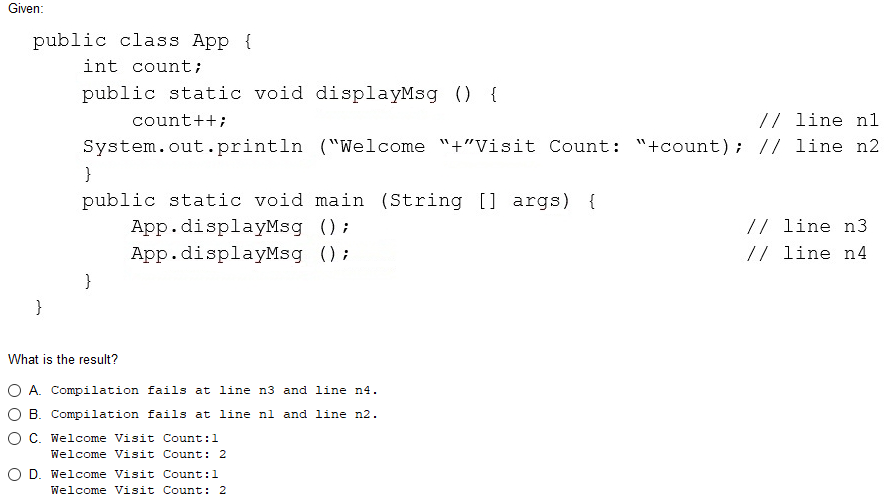 Given:
public class App {
int count;
public static void displayMsg () {
count++; // line n1
System.out.println (“Welcome “+”Visit Count: “+count); // line n2
}
public static void main (String [] args) {
App.displayMsg (); // line n3
App.displayMsg (); // line n4
}
}
What is the result?
A. Compilation fails at line n3 and line n4.
B. Compilation fails at line n1 and line n2.
C. Welcome Visit Count:1
Welcome Visit Count: 2
D. Welcome Visit Count:1
Welcome Visit Count: 2